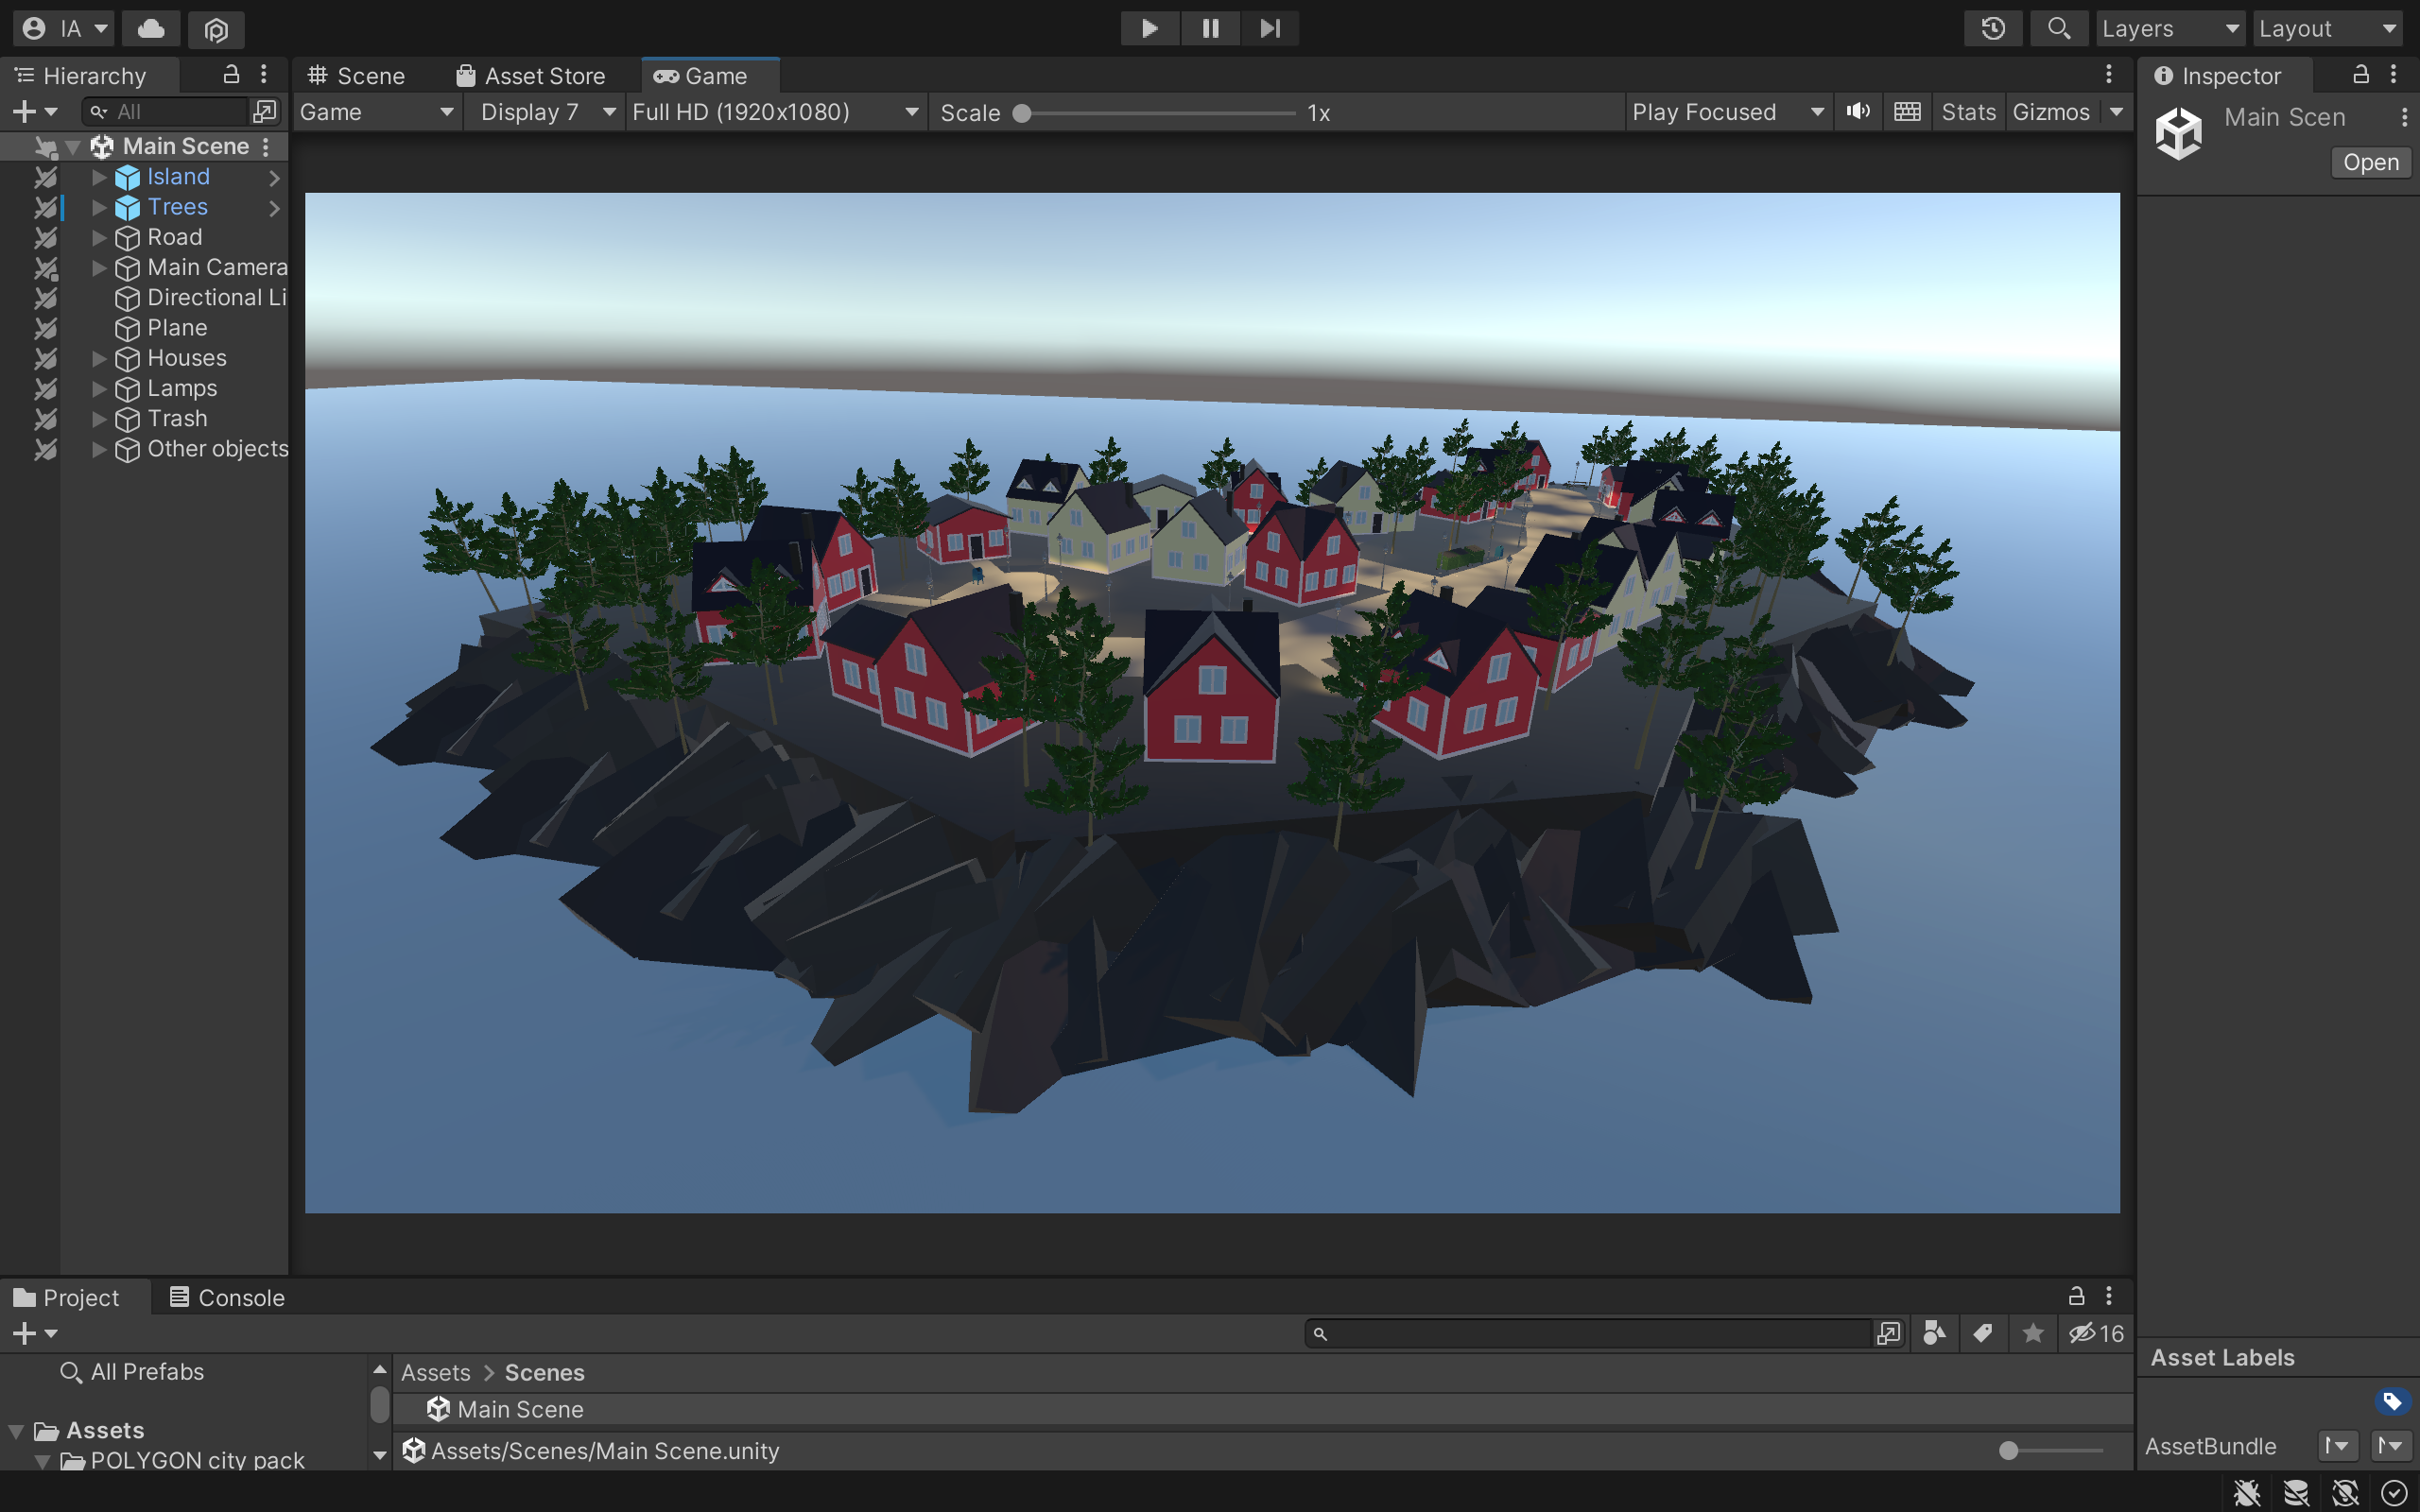 IA
Layers
Layout
Hierarchy
Scene
Asset Store
Game
Inspector
All
Game
Display 7
Full HD (1920x1080)
Scale
1x
Play Focused
Stats
Gizmos
Main Scen
Open
Main Scene
Island
Trees
Road
Main Camera
Directional Li
Plane
Houses
Lamps
Trash
Other objects
Project
Console
16
All Prefabs
Assets > Scenes
Main Scene
Assets
POLYGON city pack
Assets/Scenes/Main Scene.unity
Asset Labels
AssetBundle